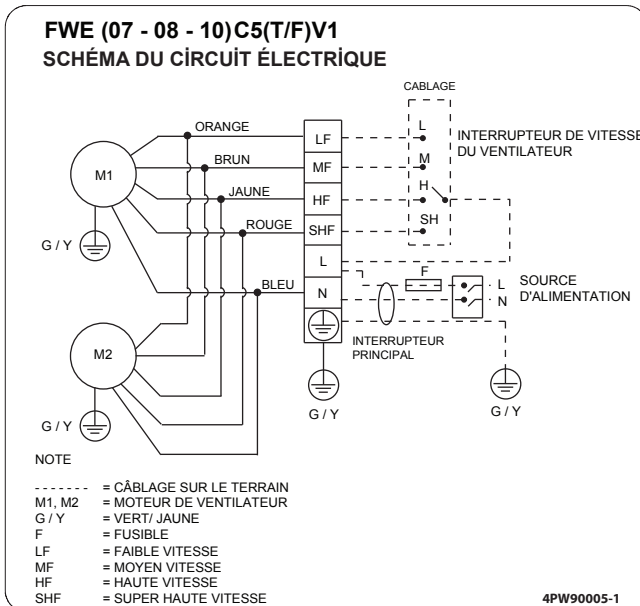 FWE (07 - 08 - 10)C5(T/F)V1
SCHÉMA DU CİRCUİT ÉLECTRİQUE
CABLAGE
ORANGE
LF
L
INTERRUPTEUR DE VITESSE
DU VENTILATEUR
BRUN
MF
M
M1
JAUNE
HF
H
ROUGE
SHF
SH
G / Y
L
F
L
SOURCE
D'ALIMENTATION
BLEU
N
N
INTERRUPTEUR
PRINCIPAL
M2
G / Y
G / Y
G / Y
NOTE
------- = CÂBLAGE SUR LE TERRAIN
M1, M2 = MOTEUR DE VENTILATEUR
G / Y = VERT/ JAUNE
F = FUSIBLE
LF = FAIBLE VITESSE
MF = MOYEN VITESSE
HF = HAUTE VITESSE
SHF = SUPER HAUTE VITESSE
4PW90005-1